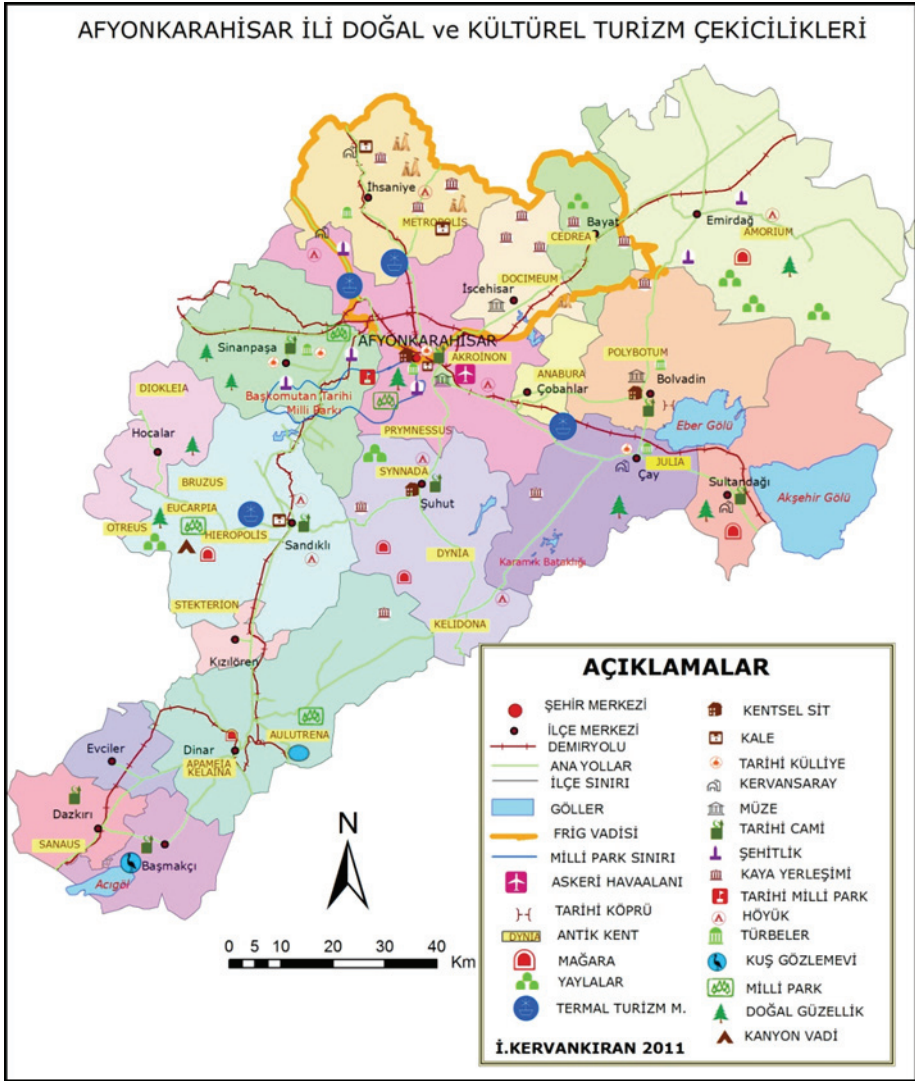 AFYONKARAHİSAR İLİ DOĞAL ve KÜLTÜREL TURİZM ÇEKİCİLİKLERİ
İhsaniye
METROPOLİS
Bayat
CEDREA
Emirdağ
AMORIUM
DOCIMEUM
İscehisar
Sinanpaşa
AFYONKARAHİSAR
AKROİNON
POLYBOTUM
ANABURA
Çobanlar
Bolvadin
DIOKLEIA
Başkomutan Tarihi
Milli Parkı
Eber Gölü
PRYMNESSUS
Hocalar
BRUZUS
SYNNADA
Şuhut
JULIA
Çay
Sultandağı
Akşehir Gölü
EUCARPIA
OTREUS
HIEROPOLIS
Sandıklı
DYNİA
Karamık Bataklığı
STEKTERION
KELIDONA
Kızılören
AULUTRENA
Evciler
Dinar
APAMEİA
KELAINA
Dazkırı
SANAUS
Başmakçı
Acıgöl
N
0 5 10 20 30 40
Km
AÇIKLAMALAR
ŞEHİR MERKEZİ
İLÇE MERKEZİ
DEMİRYOLU
ANA YOLLAR
İLÇE SINIRI
GÖLLER
FRİG VADİSİ
MİLLİ PARK SINIRI
ASKERİ HAVAALANI
TARİHİ KÖPRÜ
DYNİA ANTİK KENT
MAĞARA
YAYLALAR
TERMAL TURİZM M.
KENTSEL SİT
KALE
TARİHİ KÜLLİYE
KERVANSARAY
MÜZE
TARİHİ CAMİ
ŞEHİTLİK
KAYA YERLEŞİMİ
TARİHİ MİLLİ PARK
HÖYÜK
TÜRBELER
KUŞ GÖZLEMEVİ
MİLLİ PARK
DOĞAL GÜZELLİK
KANYON VADİ
İ.KERVANKIRAN 2011